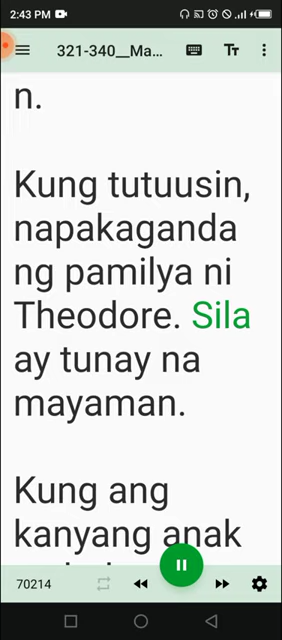 2:43 PM
321-340__Ma...
n.
Kung tutuusin,
napakaganda
ng pamilya ni
Theodore. Sila
ay tunay na
mayaman.
Kung ang
kanyang anak
70214